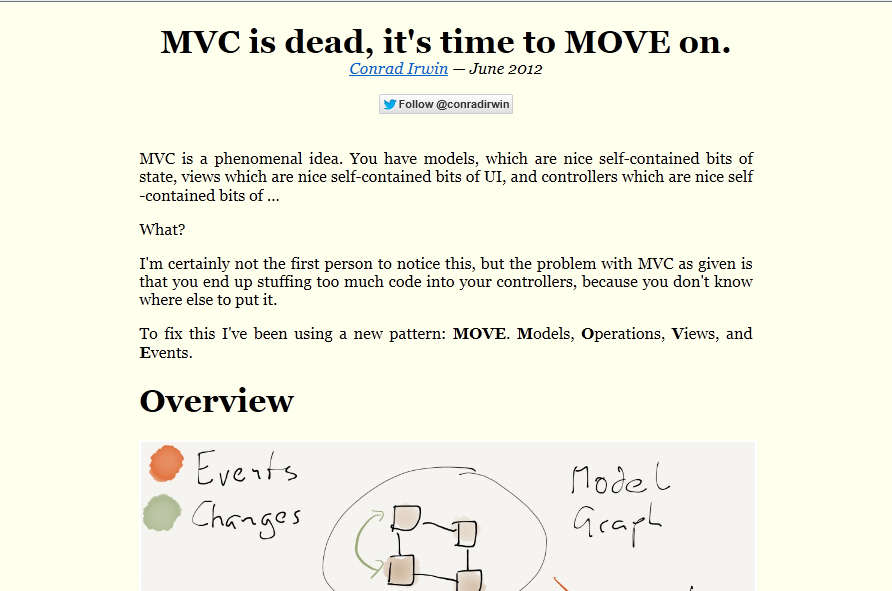 MVC is dead, it's time to MOVE on.
Conrad Irwin — June 2012
Follow @conradirwin
MVC is a phenomenal idea. You have models, which are nice self-contained bits of
state, views which are nice self-contained bits of UI, and controllers which are nice self
-contained bits of ...
What?
I'm certainly not the first person to notice this, but the problem with MVC as given is
that you end up stuffing too much code into your controllers, because you don't know
where else to put it.
To fix this I've been using a new pattern: MOVE. Models, Operations, Views, and
Events.
Overview
Events
Changes
Model
Graph